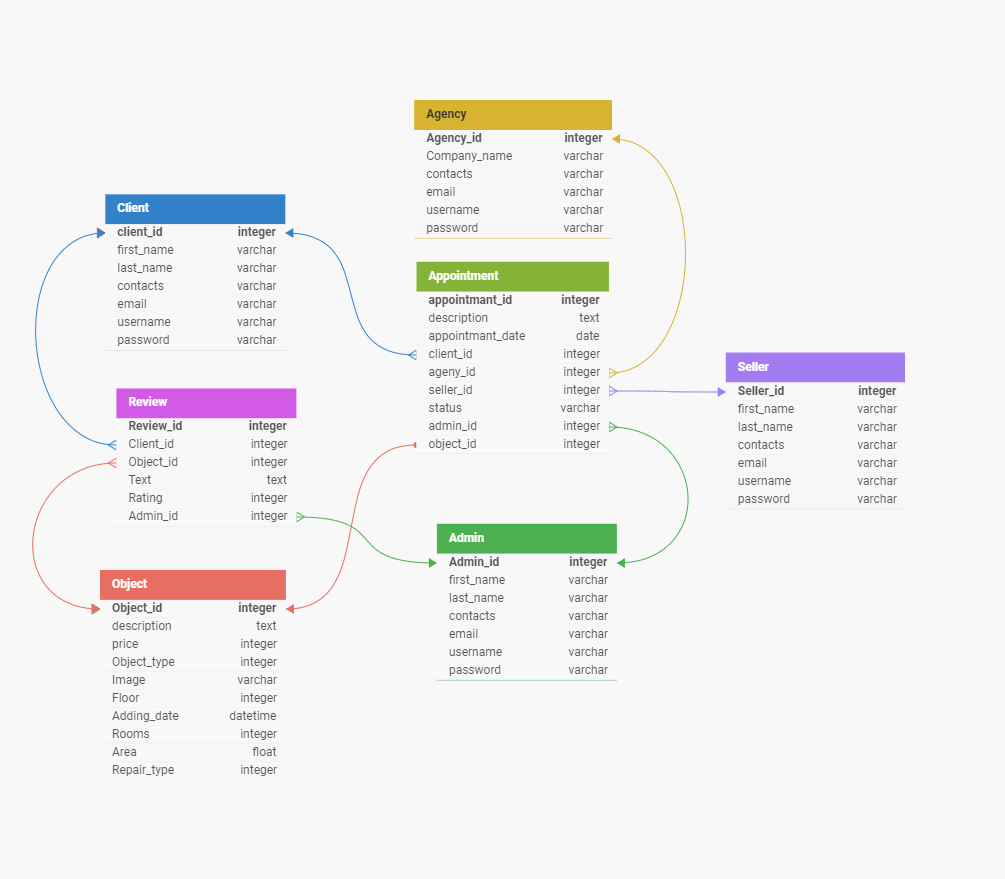 Agency
Agency_id integer
Company_name varchar
contacts varchar
email varchar
username varchar
password varchar
Client
client_id integer
first_name varchar
last_name varchar
contacts varchar
email varchar
username varchar
password varchar
Appointment
appointmant_id integer
description text
appointmant_date date
client_id integer
ageny_id integer
seller_id integer
status varchar
admin_id integer
object_id integer
Seller
Seller_id integer
first_name varchar
last_name varchar
contacts varchar
email varchar
username varchar
password varchar
Review
Review_id integer
Client_id integer
Object_id integer
Text text
Rating integer
Admin_id integer
Admin
Admin_id integer
first_name varchar
last_name varchar
contacts varchar
email varchar
username varchar
password varchar
Object
Object_id integer
description text
price integer
Object_type integer
Image varchar
Floor integer
Adding_date datetime
Rooms integer
Area float
Repair_type integer